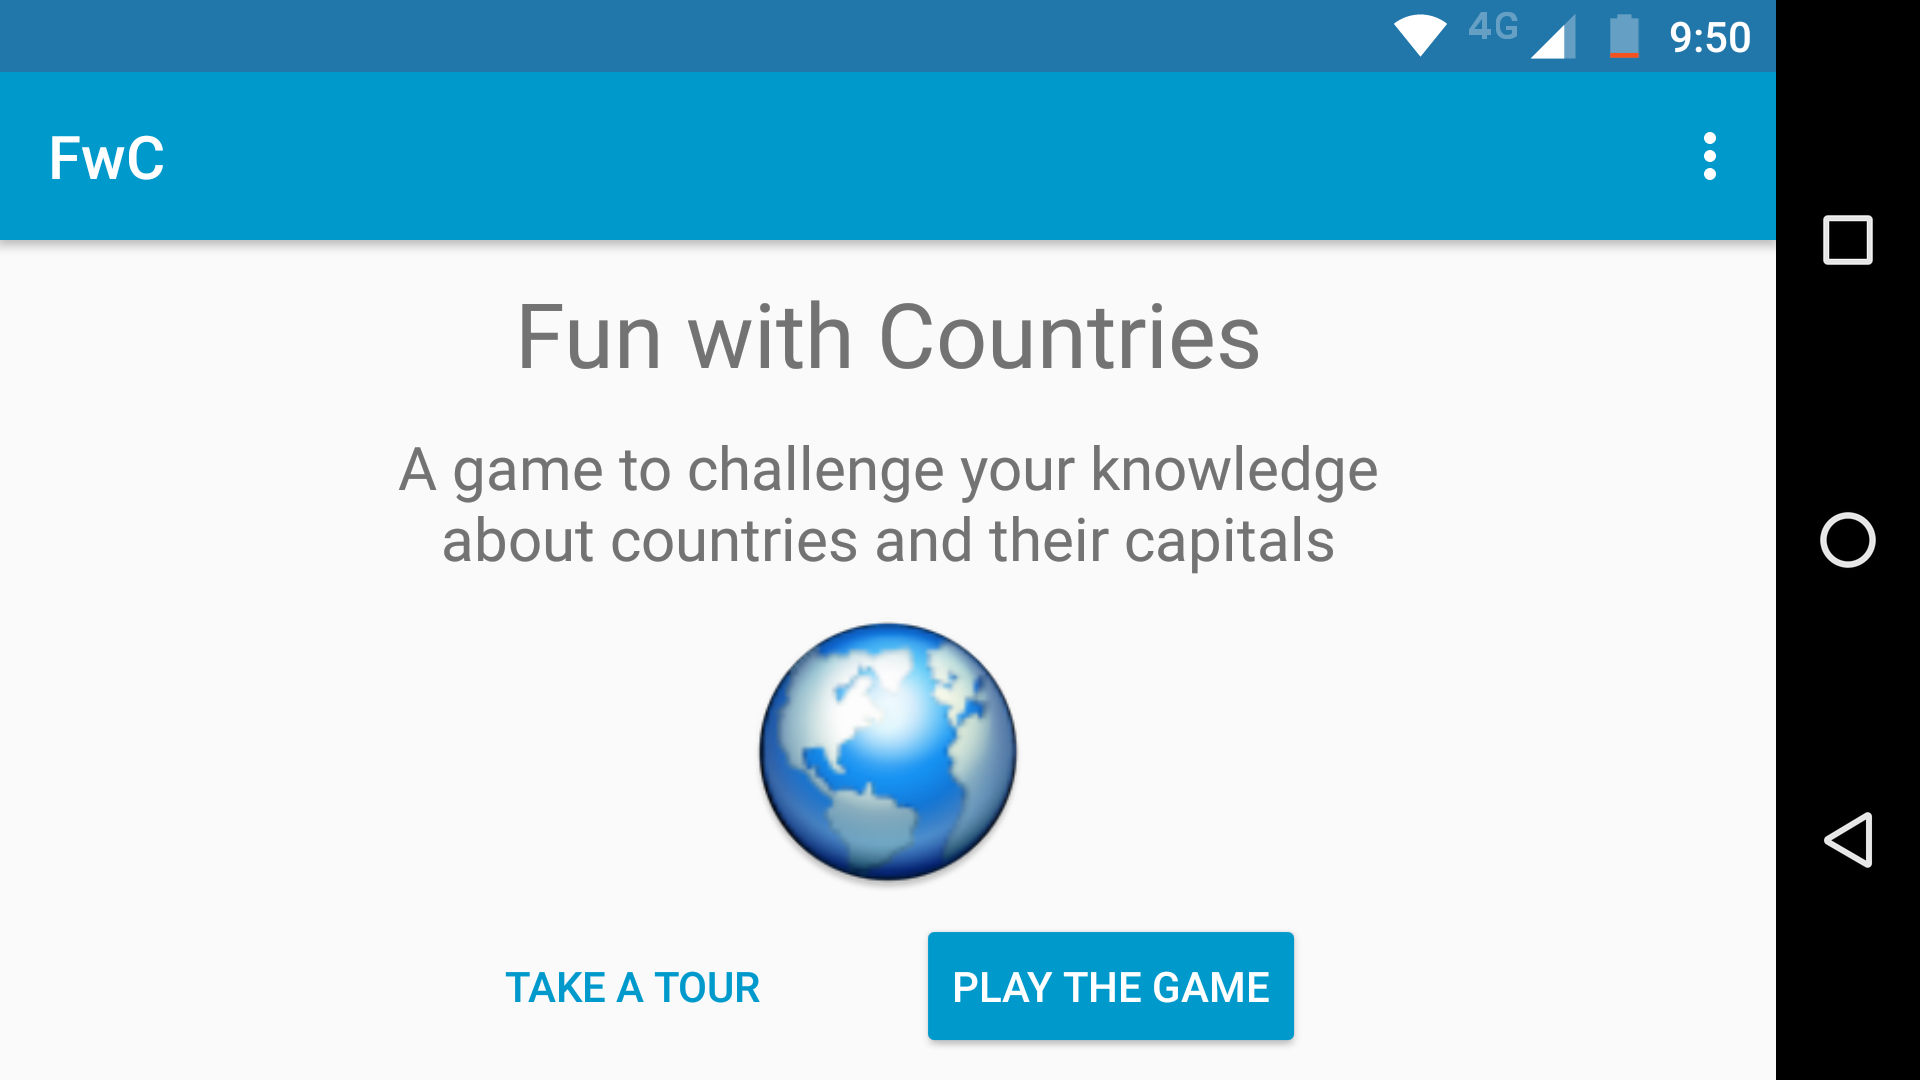 4G 9:50
FwC
Fun with Countries
A game to challenge your knowledge
about countries and their capitals
TAKE A TOUR PLAY THE GAME